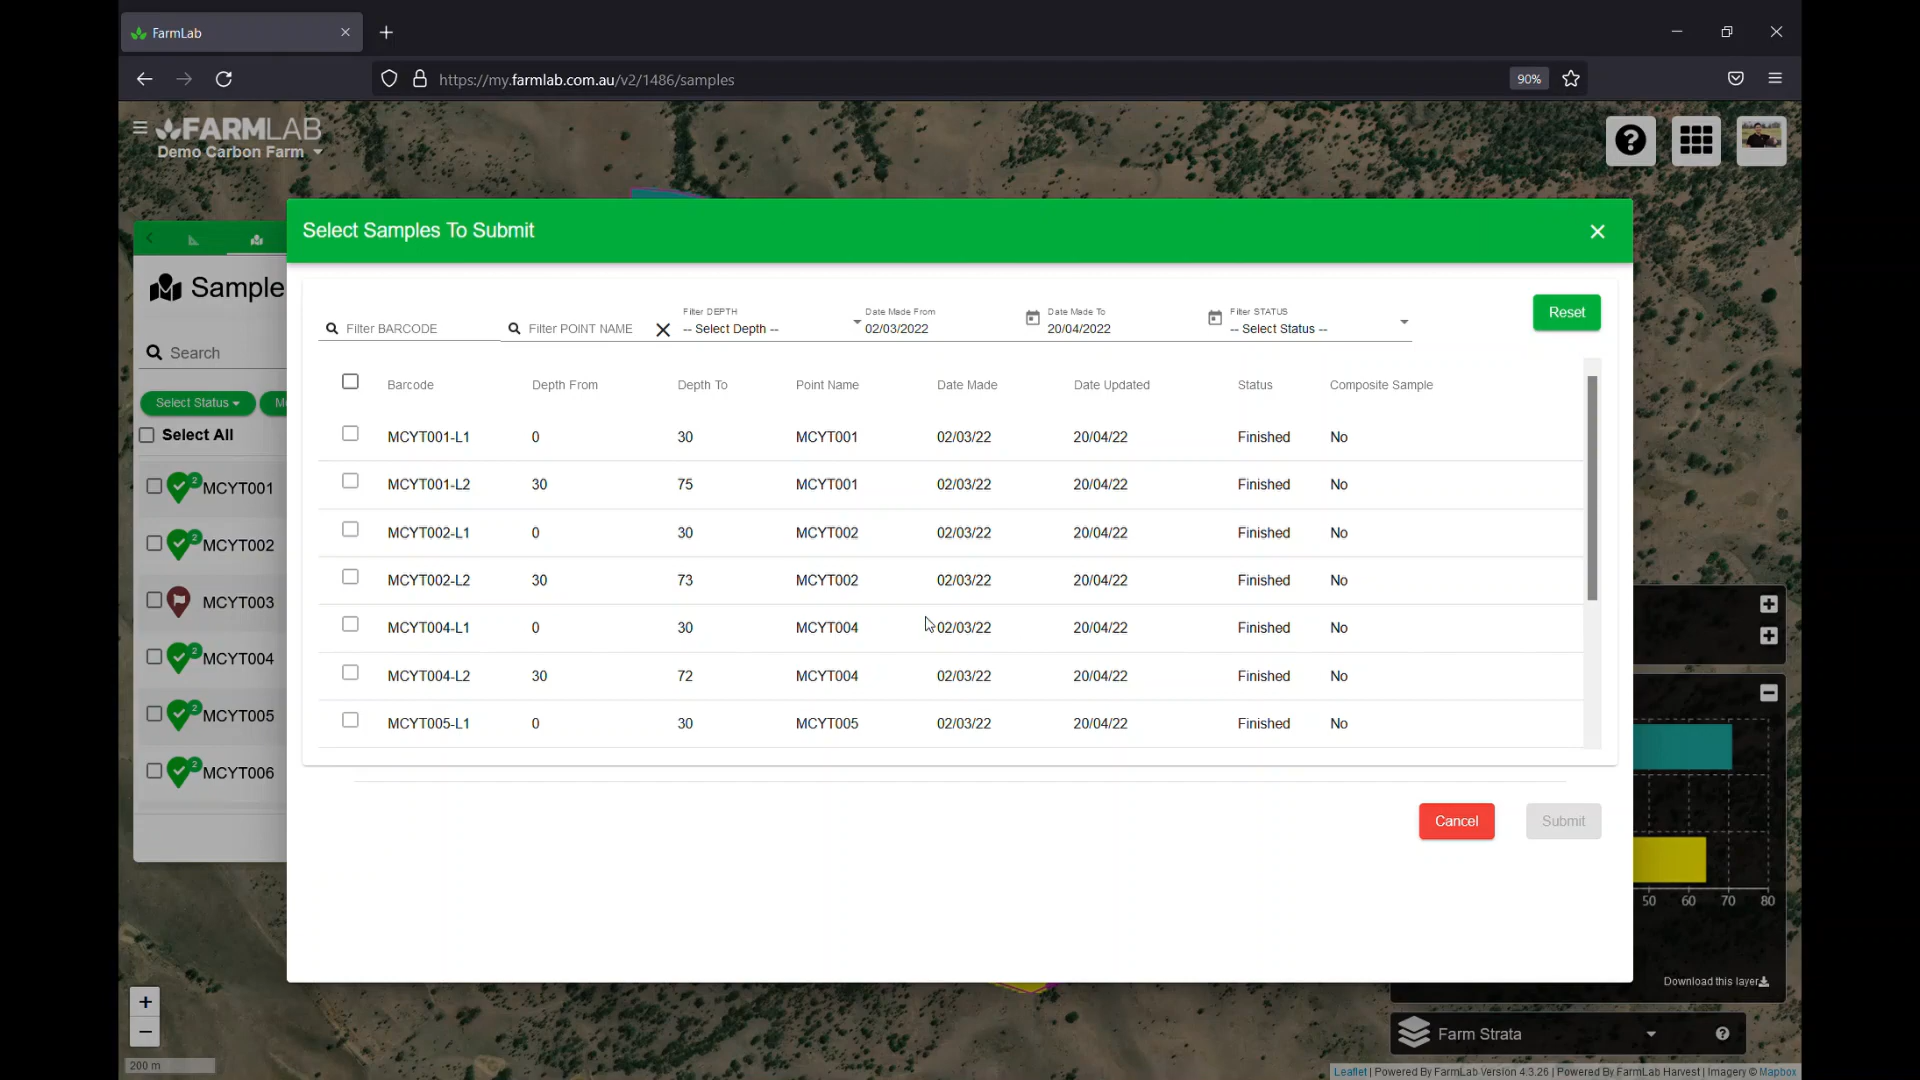 FarmLab
https://my.farmlab.com.au/v2/1486/samples
90%
FARMLAB
Demo Carbon Farm
Select Samples To Submit
Sample
Search
Select Status
Select All
MCYT001
MCYT002
MCYT003
MCYT004
MCYT005
MCYT006
2
2
2
2
2
Filter BARCODE
Filter POINT NAME
Filter DEPTH
-- Select Depth --
Date Made From
02/03/2022
Date Made To
20/04/2022
Filter STATUS
-- Select Status --
Reset
Barcode Depth From Depth To Point Name Date Made Date Updated Status Composite Sample
MCYT001-L1 0 30 MCYT001 02/03/22 20/04/22 Finished No
MCYT001-L2 30 75 MCYT001 02/03/22 20/04/22 Finished No
MCYT002-L1 0 30 MCYT002 02/03/22 20/04/22 Finished No
MCYT002-L2 30 73 MCYT002 02/03/22 20/04/22 Finished No
MCYT004-L1 0 30 MCYT004 02/03/22 20/04/22 Finished No
MCYT004-L2 30 72 MCYT004 02/03/22 20/04/22 Finished No
MCYT005-L1 0 30 MCYT005 02/03/22 20/04/22 Finished No
Cancel
Submit
50 60 70 80
Download this layer
Farm Strata
200 m
Leaflet | Powered By FarmLab Version 4.3.26 | Powered By FarmLab Harvest | Imagery © Mapbox